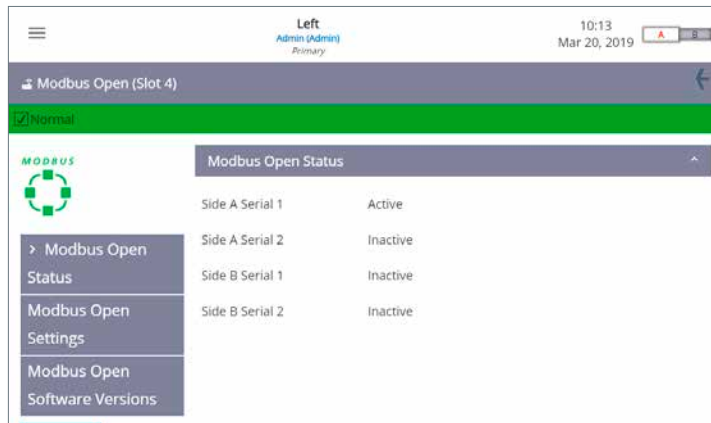 Left
Admin (Admin)
Primary
10:13
Mar 20, 2019
A B
Modbus Open (Slot 4)
Normal
MODBUS
Modbus Open Status
Side A Serial 1 Active
Side A Serial 2 Inactive
Side B Serial 1 Inactive
Side B Serial 2 Inactive
> Modbus Open
Status
Modbus Open
Settings
Modbus Open
Software Versions